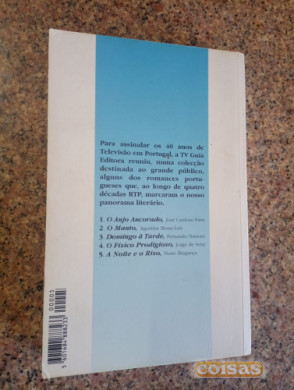 Para assinalar os 40 anos de
Televisão em Portugal, a TV Guia
Editora reuniu, numa colecção
destinada ao grande público,
alguns dos romances portu-
gueses que, ao longo de quatro
décadas RTP, marcaram o nosso
panorama literário.
1. O Anjo Ancorado, José Cardoso Pires
2. O Manto, Agustina Bessa-Luís
3. Domingo à Tarde, Fernando Namora
4. O Físico Prodigioso, Jorge de Sena
5. A Noite e o Riso, Nuno Bragança
00005
coisas